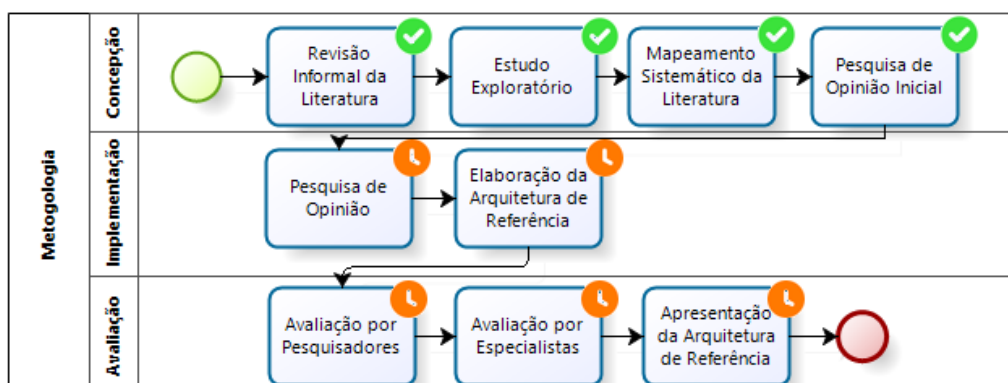 Metogologia
Concepção
Revisão
Informal da
Literatura
Estudo
Exploratório
Mapeamento
Sistemático da
Literatura
Pesquisa de
Opinião Inicial
Implementação
Pesquisa de
Opinião
Elaboração da
Arquitetura de
Referência
Avaliação
Avaliação por
Pesquisadores
Avaliação por
Especialistas
Apresentação
da Arquitetura
de Referência